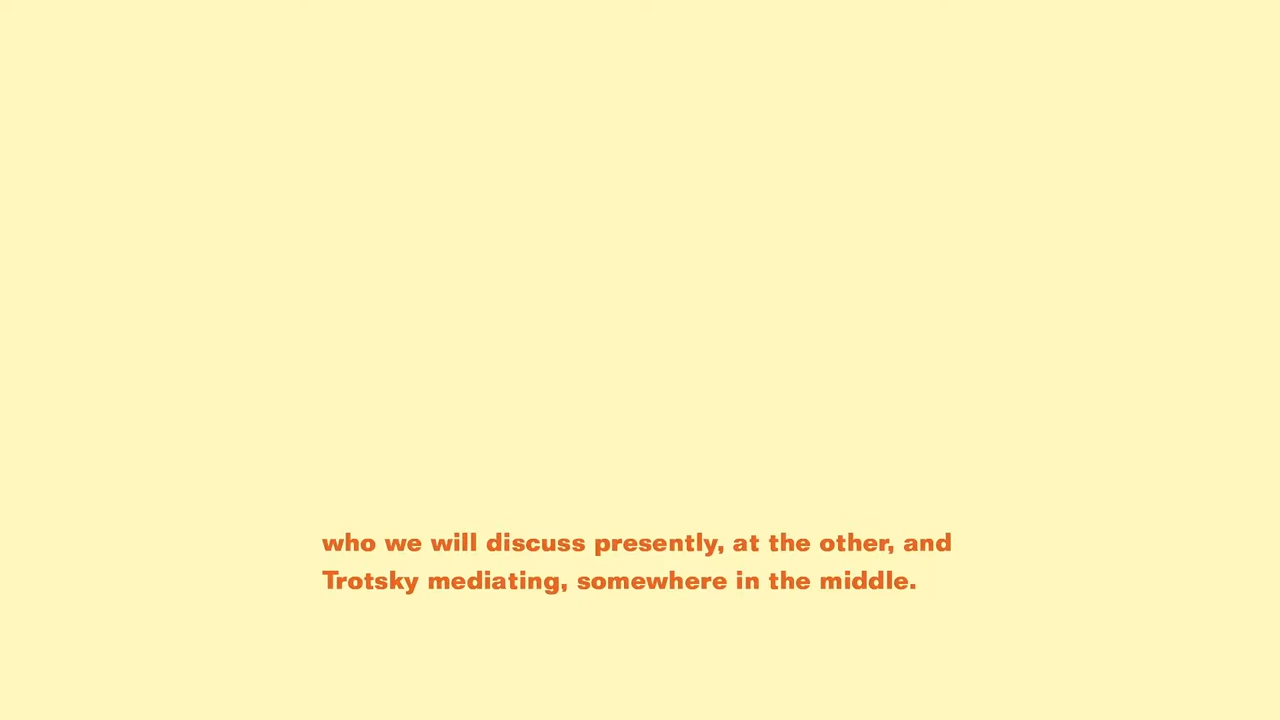 who we will discuss presently, at the other, and
Trotsky mediating, somewhere in the middle.